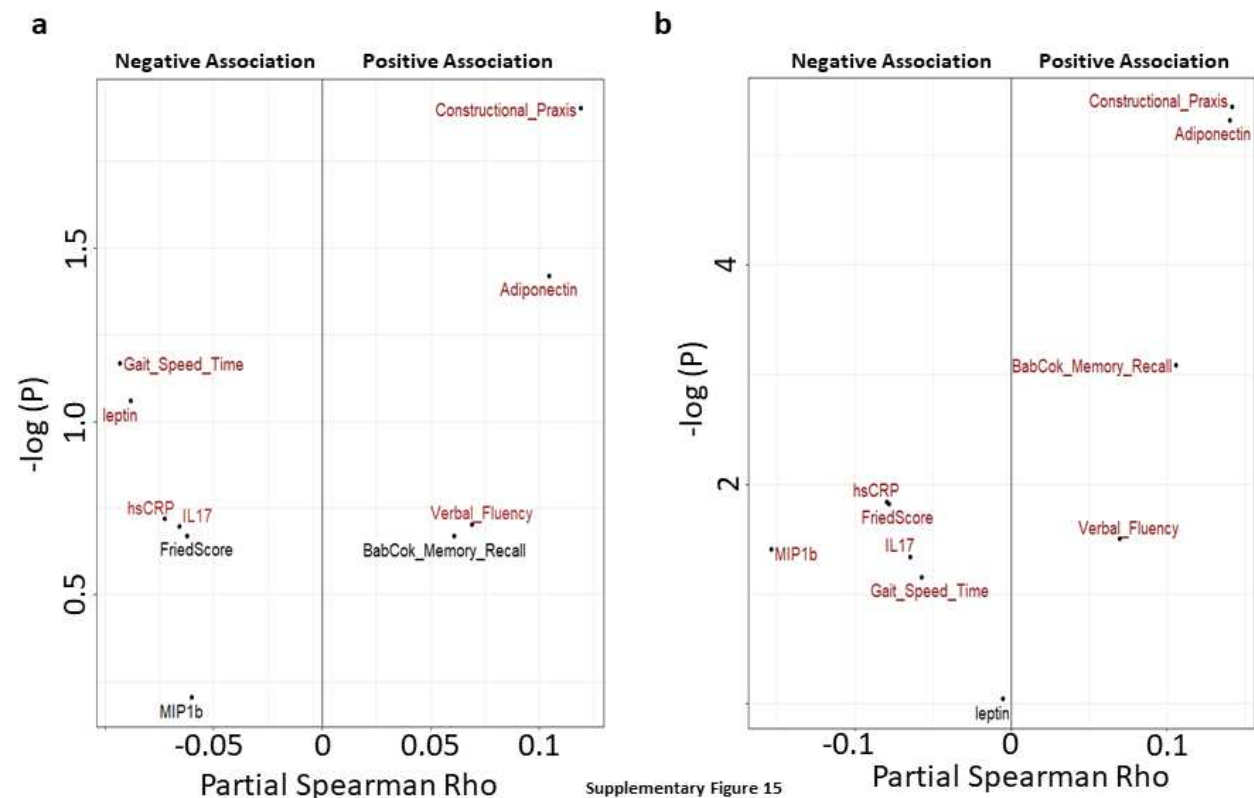 a
Negative Association Positive Association
Constructional_Praxis
1.5
Adiponectin
Gait_Speed_Time
leptin
1.0
-log (P)
hsCRP IL17
Verbal_Fluency
FriedScore
BabCok_Memory_Recall
0.5
MIP1b
-0.05 0 0.05 0.1
Partial Spearman Rho
b
Negative Association Positive Association
Constructional_Praxis
Adiponectin
4
BabCok_Memory_Recall
-log (P)
2
hsCRP
FriedScore
Verbal_Fluency
IL17
MIP1b
Gait_Speed_Time
leptin
-0.1 0 0.1
Partial Spearman Rho
Supplementary Figure 15